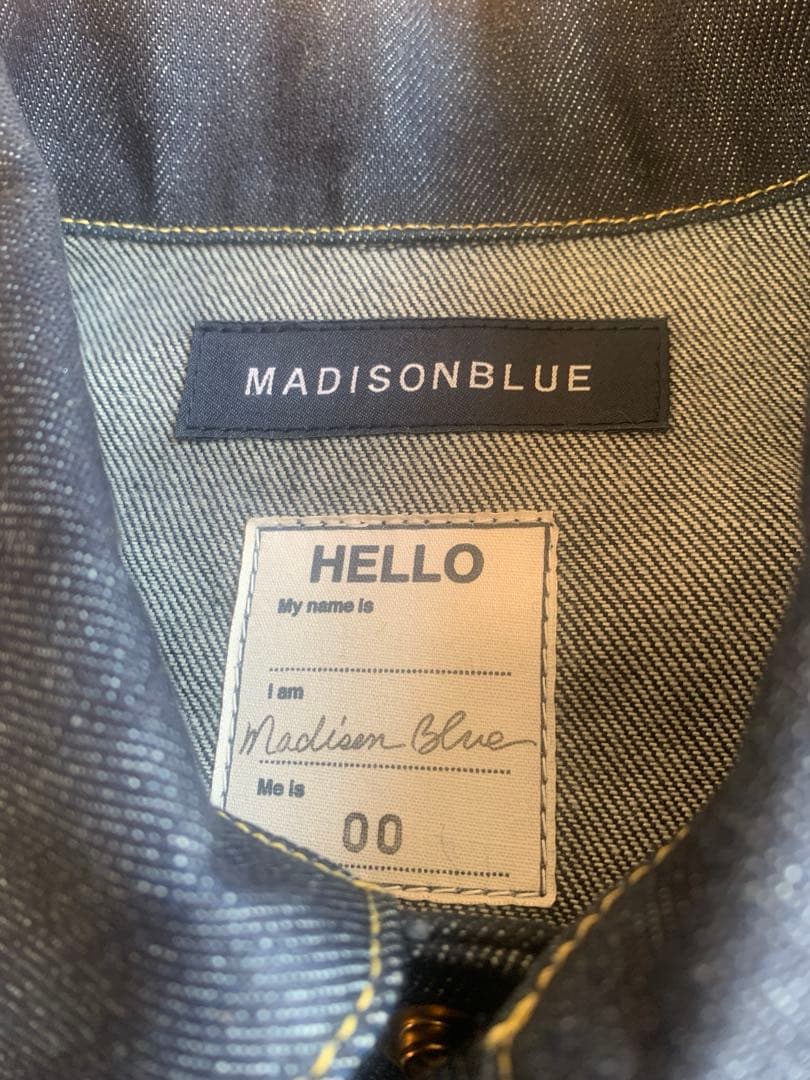 MADISONBLUE
HELLO
My name is
I am
Madison Blue
Me is
00